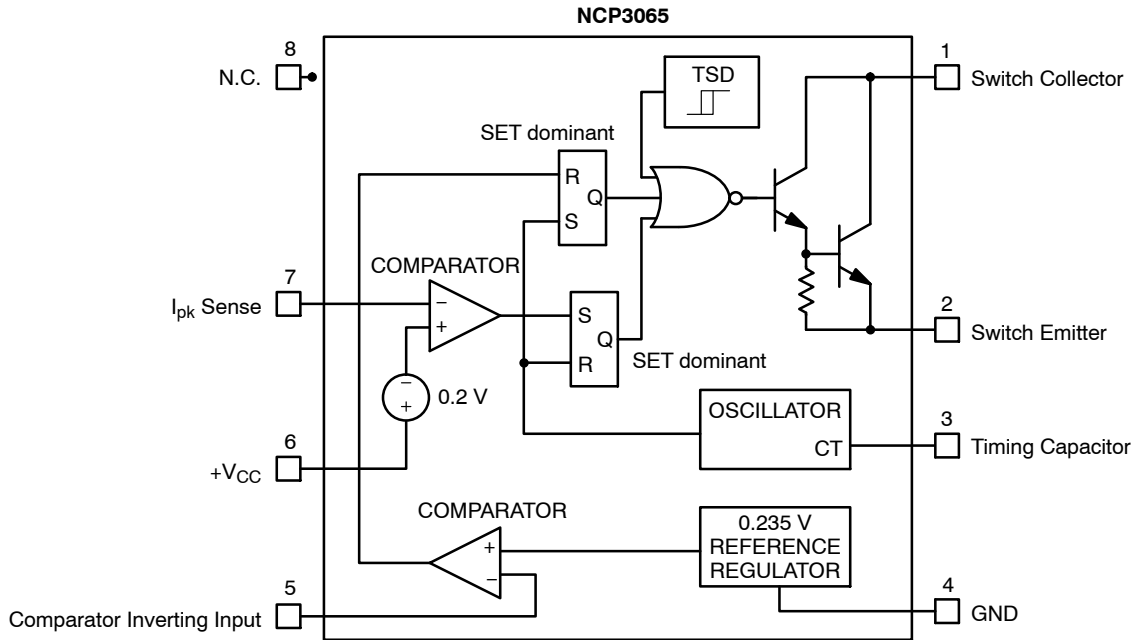 NCP3065
8
N.C.
TSD
1
Switch Collector
SET dominant
R
Q
S
COMPARATOR
7
Ipk Sense
−
+
S
Q
R
SET dominant
2
Switch Emitter
−
+
0.2 V
OSCILLATOR
CT
3
Timing Capacitor
6
+VCC
COMPARATOR
+
−
0.235 V
REFERENCE
REGULATOR
5
Comparator Inverting Input
4
GND